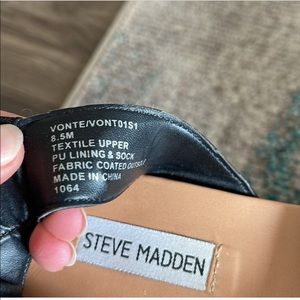 VONTE/VONT01S1
8.5M
TEXTILE UPPER
PU LINING & SOCK
FABRIC COATED OUTSOLE
MADE IN CHINA
1064
STEVE MADDEN